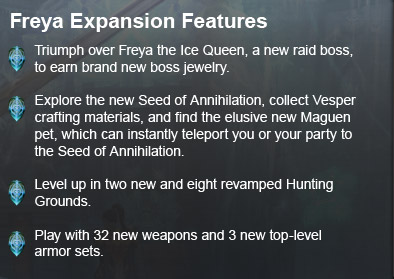 Freya Expansion Features
Triumph over Freya the Ice Queen, a new raid boss,
to earn brand new boss jewelry.
Explore the new Seed of Annihilation, collect Vesper
crafting materials, and find the elusive new Maguen
pet, which can instantly teleport you or your party to
the Seed of Annihilation.
Level up in two new and eight revamped Hunting
Grounds.
Play with 32 new weapons and 3 new top-level
armor sets.